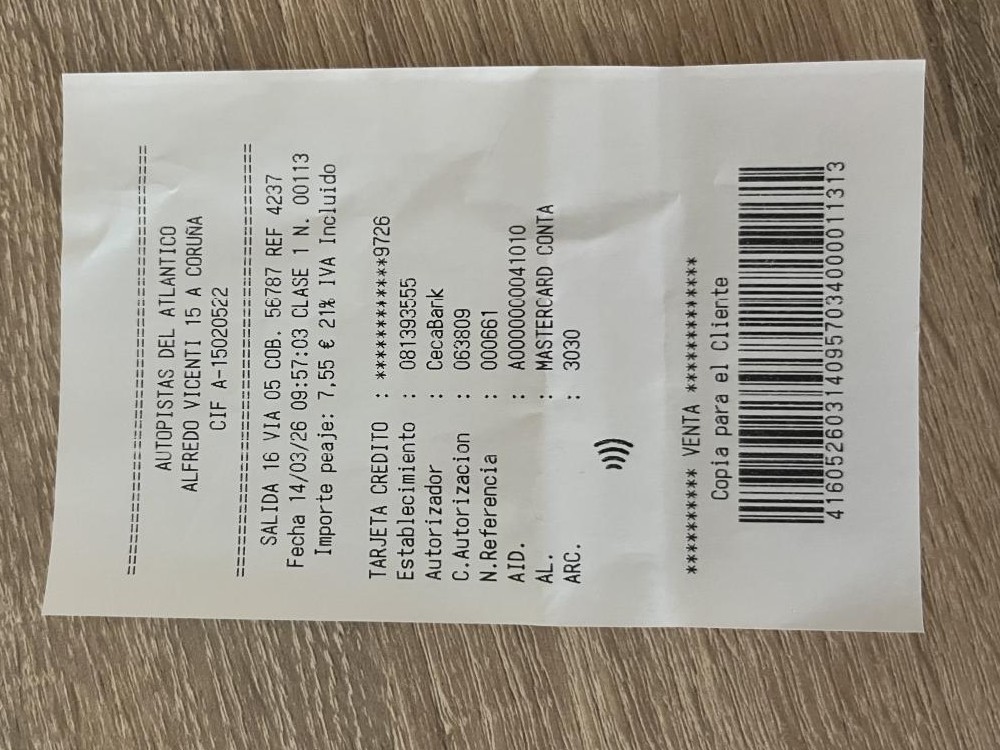 ==========================================
AUTOPISTAS DEL ATLANTICO
ALFREDO VICENTI 15 A CORUÑA
CIF A-15020522
==========================================
SALIDA 16 VIA 05 COB. 56787 REF 4237
Fecha 14/03/26 09:57:03 CLASE 1 N. 00113
Importe peaje: 7,55 € 21% IVA Incluido
TARJETA CREDITO : ************9726
Establecimiento : 081393555
Autorizador : CecaBank
C.Autorizacion : 063809
N.Referencia : 000661
AID. : A0000000041010
AL. : MASTERCARD CONTA
ARC. : 3030
********** VENTA ************
Copia para el Cliente
41605260314095703400000113​13